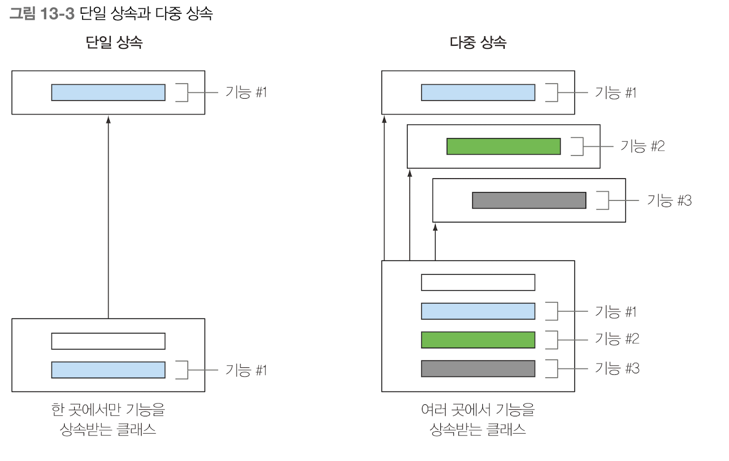 그림 13-3 단일 상속과 다중 상속
단일 상속
다중 상속
기능 #1
기능 #1
기능 #2
기능 #3
기능 #1
기능 #2
기능 #3
기능 #1
한 곳에서만 기능을
상속받는 클래스
여러 곳에서 기능을
상속받는 클래스